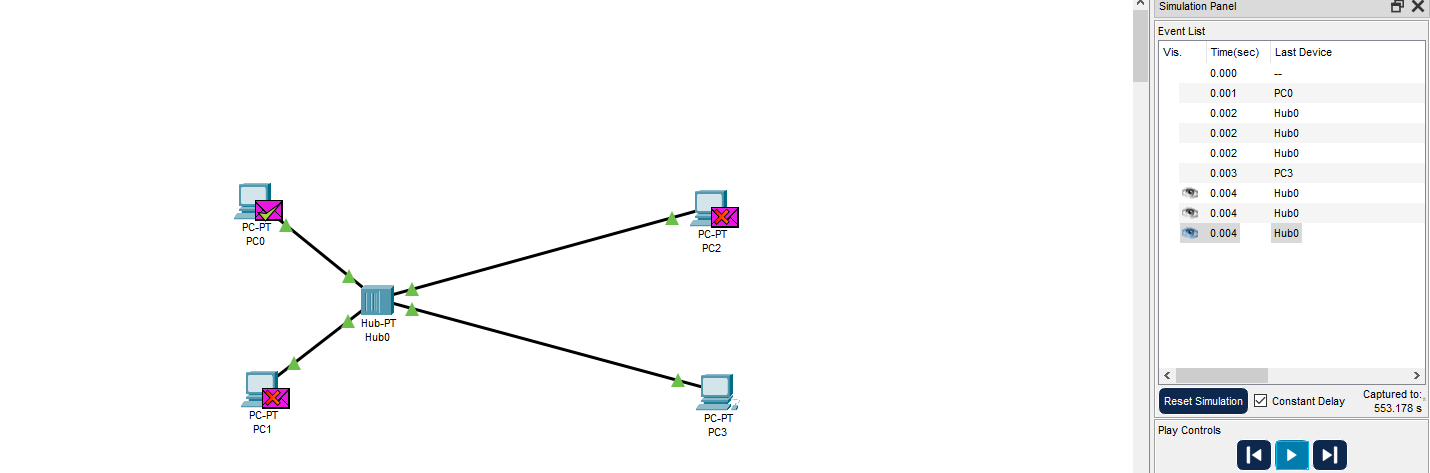 Simulation Panel
Event List
Vis. Time(sec) Last Device
0.000 --
0.001 PC0
0.002 Hub0
0.002 Hub0
0.002 Hub0
0.003 PC3
0.004 Hub0
0.004 Hub0
0.004 Hub0
Reset Simulation Constant Delay Captured to:
553.178 s
Play Controls
PC-PT
PC0
PC-PT
PC2
Hub-PT
Hub0
PC-PT
PC1
PC-PT
PC3